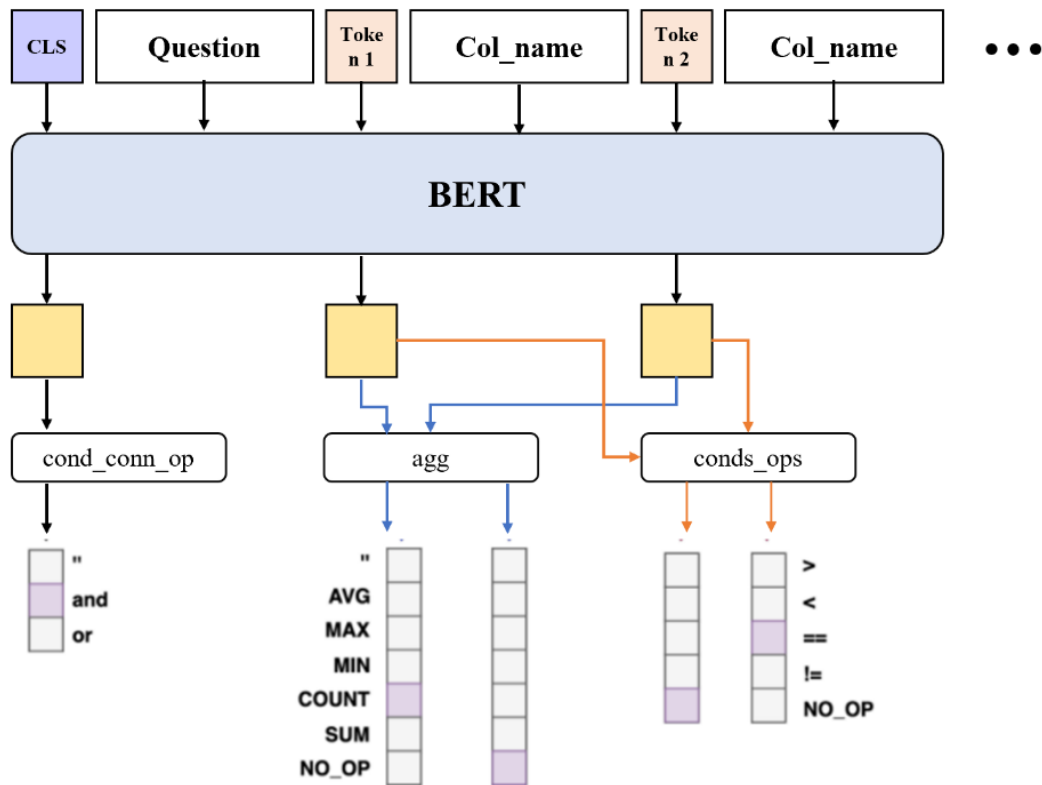 CLS
Question
Toke
n 1
Col_name
Toke
n 2
Col_name
•••
BERT
cond_conn_op
agg
conds_ops
"
and
or
"
AVG
MAX
MIN
COUNT
SUM
NO_OP
>
<
==
!=
NO_OP